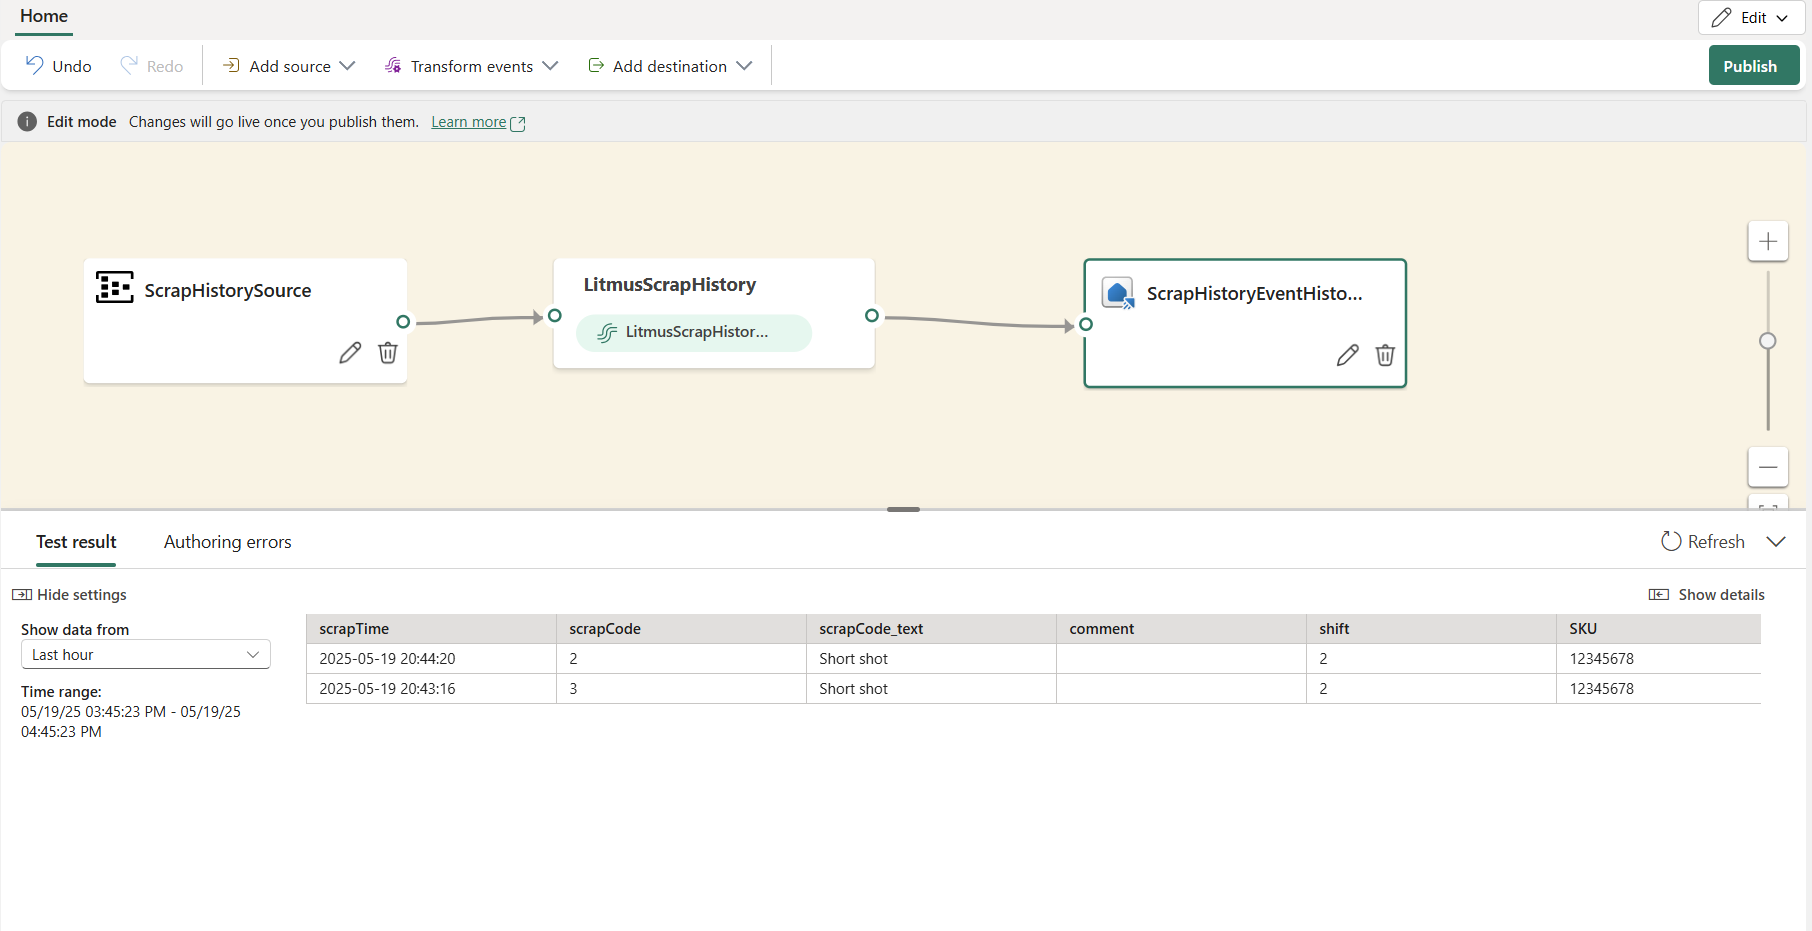 Home
Edit
Undo
Redo
Add source
Transform events
Add destination
Publish
Edit mode Changes will go live once you publish them. Learn more
ScrapHistorySource
LitmusScrapHistory
LitmusScrapHistor...
ScrapHistoryEventHisto...
Test result
Authoring errors
Refresh
Hide settings
Show details
Show data from
Last hour
Time range:
05/19/25 03:45:23 PM - 05/19/25
04:45:23 PM
scrapTime scrapCode scrapCode_text comment shift SKU
2025-05-19 20:44:20 2 Short shot 2 12345678
2025-05-19 20:43:16 3 Short shot 2 12345678